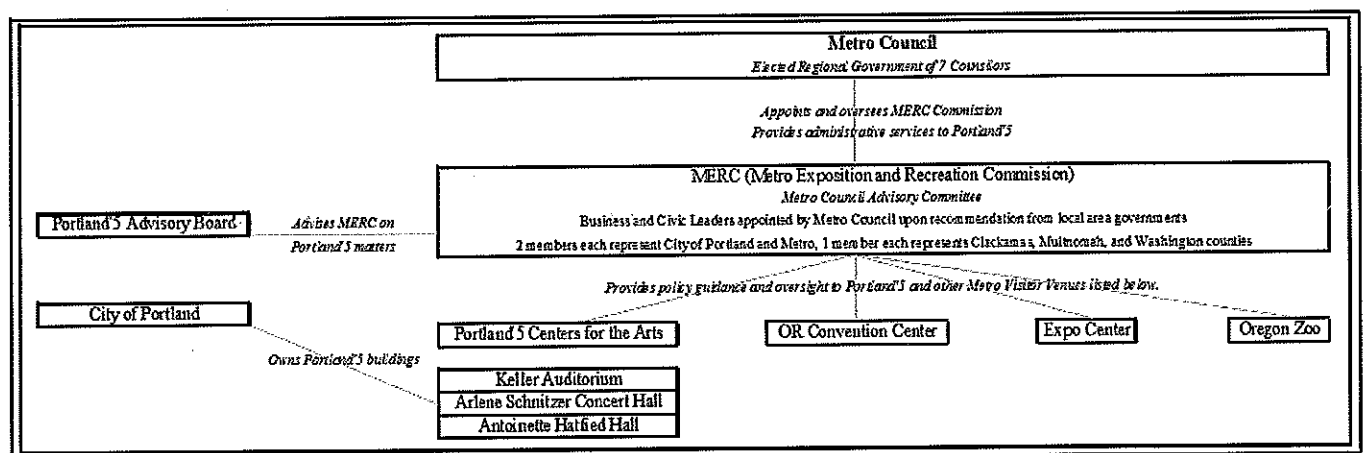 Metro Council
Elected Regional Government of 7 Counsilors
Appoints and oversees MERC Commission
Provides administrative services to Portland'5
MERC (Metro Exposition and Recreation Commission)
Metro Council Advisory Committee
Business and Civic Leaders appointed by Metro Council upon recommendation from local area governments
2 members each represent City of Portland and Metro, 1 member each represents Clackamas, Multnomah, and Washington counties
Portland'5 Advisory Board
Advises MERC on
Portland'5 matters
Provides policy guidance and oversight to Portland'5 and other Metro Visitor Venues listed below.
City of Portland
Owns Portland'5 buildings
Portland'5 Centers for the Arts
OR Convention Center
Expo Center
Oregon Zoo
Keller Auditorium
Arlene Schnitzer Concert Hall
Antoinette Hatfied Hall